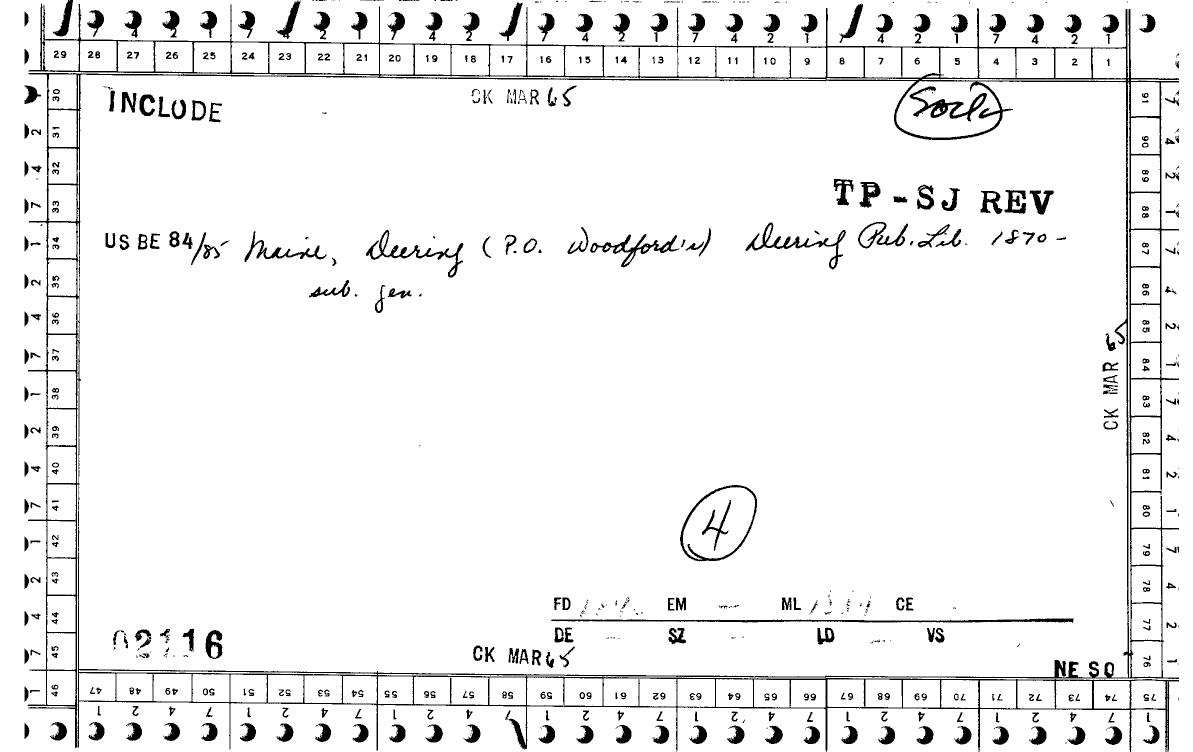 7 4 2 1 7 4 2 1 7 4 2 1 7 4 2 1 7 4 2 1 7 4 2 1 7 4 2 1
29 28 27 26 25 24 23 22 21 20 19 18 17 16 15 14 13 12 11 10 9 8 7 6 5 4 3 2 1
INCLUDE
CK MAR 65
TP-SJ REV
US BE 84/85 Maine, Deering (P.O. Woodford's) Deering Pub. Lib. 1870-
sub. gen.
CK MAR 65
4
FD EM — ML CE
DE — SZ — LD — VS
02116
CK MAR 65
NE SO
30 31 32 33 34 35 36 37 38 39 40 41 42 43 44 45 46
91 90 89 88 87 86 85 84 83 82 81 80 79 78 77 76
47 48 49 50 51 52 53 54 55 56 57 58 59 60 61 62 63 64 65 66 67 68 69 70 71 72 73 74 75
1 2 4 7 1 2 4 7 1 2 4 7 1 2 4 7 1 2 4 7 1 2 4 7 1 2 4 7 1